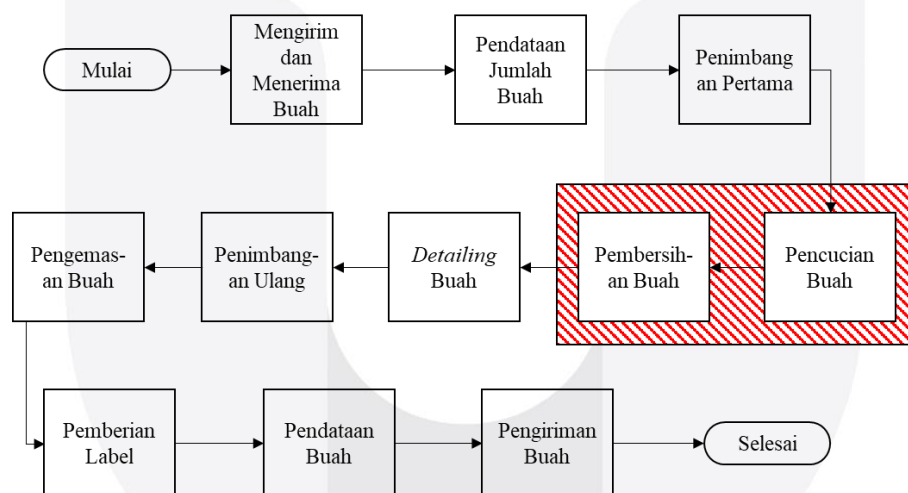 Mulai
Mengirim
dan
Menerima
Buah
Pendataan
Jumlah
Buah
Penimbang
an Pertama
Pencucian
Buah
Pembersih-
an Buah
Detailing
Buah
Penimbang-
an Ulang
Pengemas-
an Buah
Pemberian
Label
Pendataan
Buah
Pengiriman
Buah
Selesai